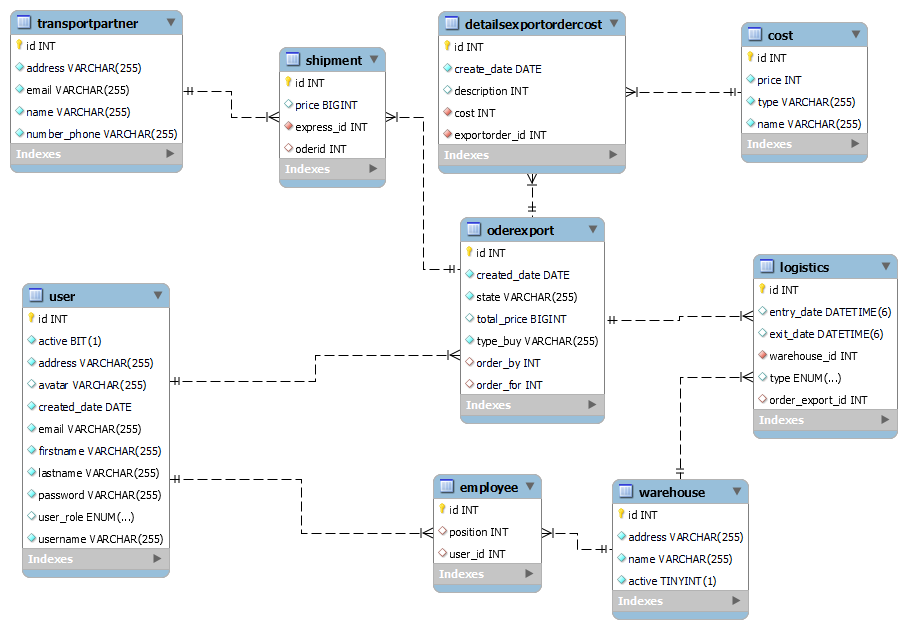 transportpartner
id INT
address VARCHAR(255)
email VARCHAR(255)
name VARCHAR(255)
number_phone VARCHAR(255)
Indexes
shipment
id INT
price BIGINT
express_id INT
oderid INT
Indexes
detailsexportordercost
id INT
create_date DATE
description INT
cost INT
exportorder_id INT
Indexes
cost
id INT
price INT
type VARCHAR(255)
name VARCHAR(255)
Indexes
oderexport
id INT
created_date DATE
state VARCHAR(255)
total_price BIGINT
type_buy VARCHAR(255)
order_by INT
order_for INT
Indexes
logistics
id INT
entry_date DATETIME(6)
exit_date DATETIME(6)
warehouse_id INT
type ENUM(...)
order_export_id INT
Indexes
user
id INT
active BIT(1)
address VARCHAR(255)
avatar VARCHAR(255)
created_date DATE
email VARCHAR(255)
firstname VARCHAR(255)
lastname VARCHAR(255)
password VARCHAR(255)
user_role ENUM(...)
username VARCHAR(255)
Indexes
employee
id INT
position INT
user_id INT
Indexes
warehouse
id INT
address VARCHAR(255)
name VARCHAR(255)
active TINYINT(1)
Indexes